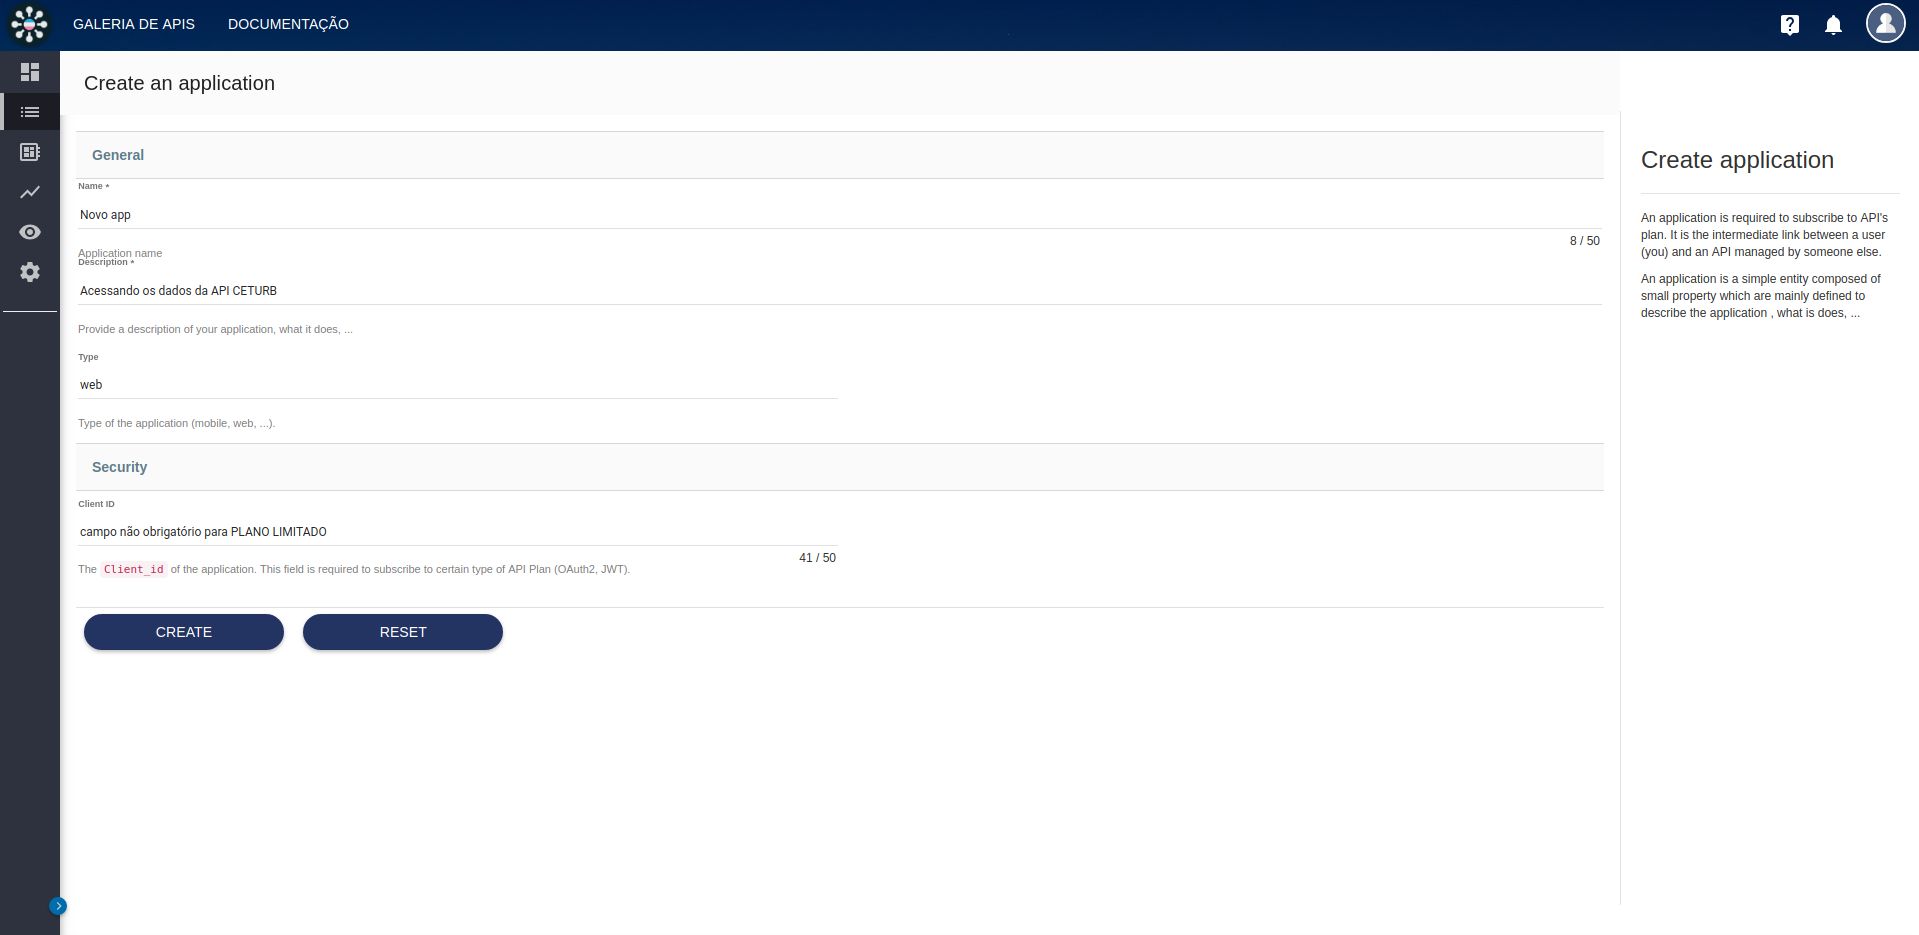 GALERIA DE APIS
DOCUMENTAÇÃO
Create an application
General
Name *
Novo app
8 / 50
Application name
Description *
Acessando os dados da API CETURB
Provide a description of your application, what it does, ...
Type
web
Type of the application (mobile, web, ...).
Security
Client ID
campo não obrigatório para PLANO LIMITADO
41 / 50
The Client_id of the application. This field is required to subscribe to certain type of API Plan (OAuth2, JWT).
CREATE
RESET
Create application
An application is required to subscribe to API's
plan. It is the intermediate link between a user
(you) and an API managed by someone else.
An application is a simple entity composed of
small property which are mainly defined to
describe the application , what is does, ...